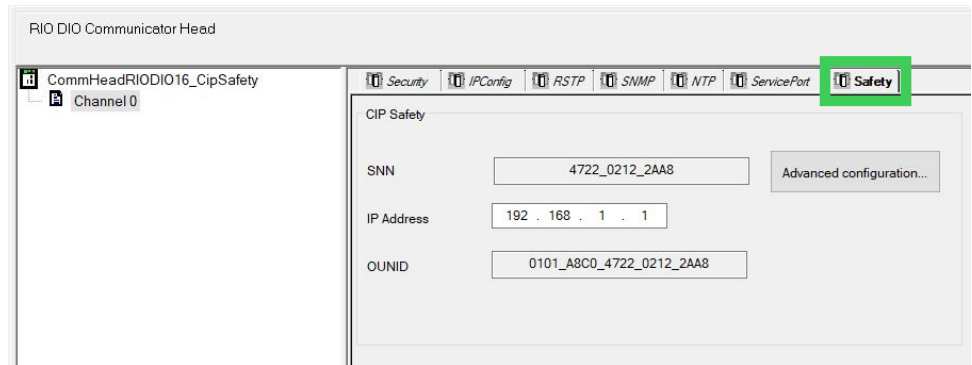 RIO DIO Communicator Head
CommHeadRIODIO16_CipSafety
Channel 0
Security IPConfig RSTP SNMP NTP ServicePort Safety
CIP Safety
SNN 4722_0212_2AA8 Advanced configuration...
IP Address 192 . 168 . 1 . 1
OUNID 0101_A8C0_4722_0212_2AA8